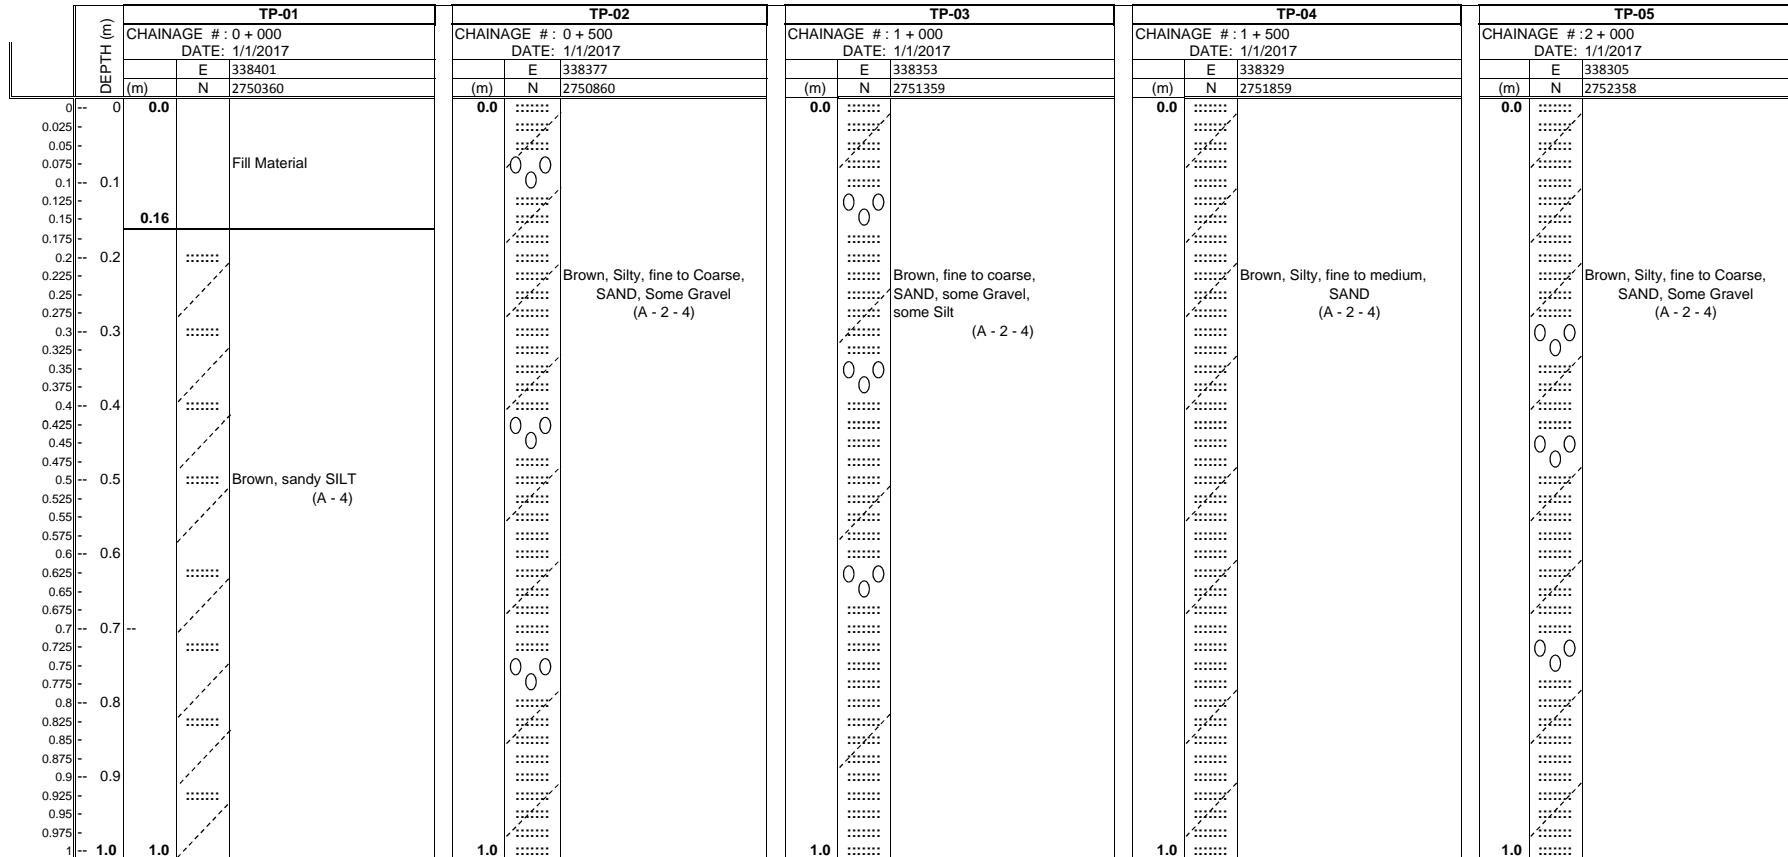 TP-01 TP-02 TP-03 TP-04 TP-05
DEPTH (m)
CHAINAGE # : 0 + 000 CHAINAGE # : 0 + 500 CHAINAGE # : 1 + 000 CHAINAGE # : 1 + 500 CHAINAGE # :2 + 000
DATE: 1/1/2017 DATE: 1/1/2017 DATE: 1/1/2017 DATE: 1/1/2017 DATE: 1/1/2017
E 338401 E 338377 E 338353 E 338329 E 338305
(m) N 2750360 (m) N 2750860 (m) N 2751359 (m) N 2751859 (m) N 2752358
0 -- 0 0.0 0.0 0.0 0.0 0.0
0.025 -
0.05 -
0.075 - Fill Material
0.1 -- 0.1
0.125 -
0.15 - 0.16
0.175 -
0.2 -- 0.2
0.225 - Brown, Silty, fine to Coarse, Brown, fine to coarse, Brown, Silty, fine to medium, Brown, Silty, fine to Coarse,
0.25 - SAND, Some Gravel SAND, some Gravel, SAND SAND, Some Gravel
0.275 - (A - 2 - 4) some Silt (A - 2 - 4) (A - 2 - 4)
0.3 -- 0.3 (A - 2 - 4)
0.325 -
0.35 -
0.375 -
0.4 -- 0.4
0.425 -
0.45 -
0.475 -
0.5 -- 0.5 Brown, sandy SILT
0.525 - (A - 4)
0.55 -
0.575 -
0.6 -- 0.6
0.625 -
0.65 -
0.675 -
0.7 -- 0.7 --
0.725 -
0.75 -
0.775 -
0.8 -- 0.8
0.825 -
0.85 -
0.875 -
0.9 -- 0.9
0.925 -
0.95 -
0.975 -
1 -- 1.0 1.0 1.0 1.0 1.0 1.0